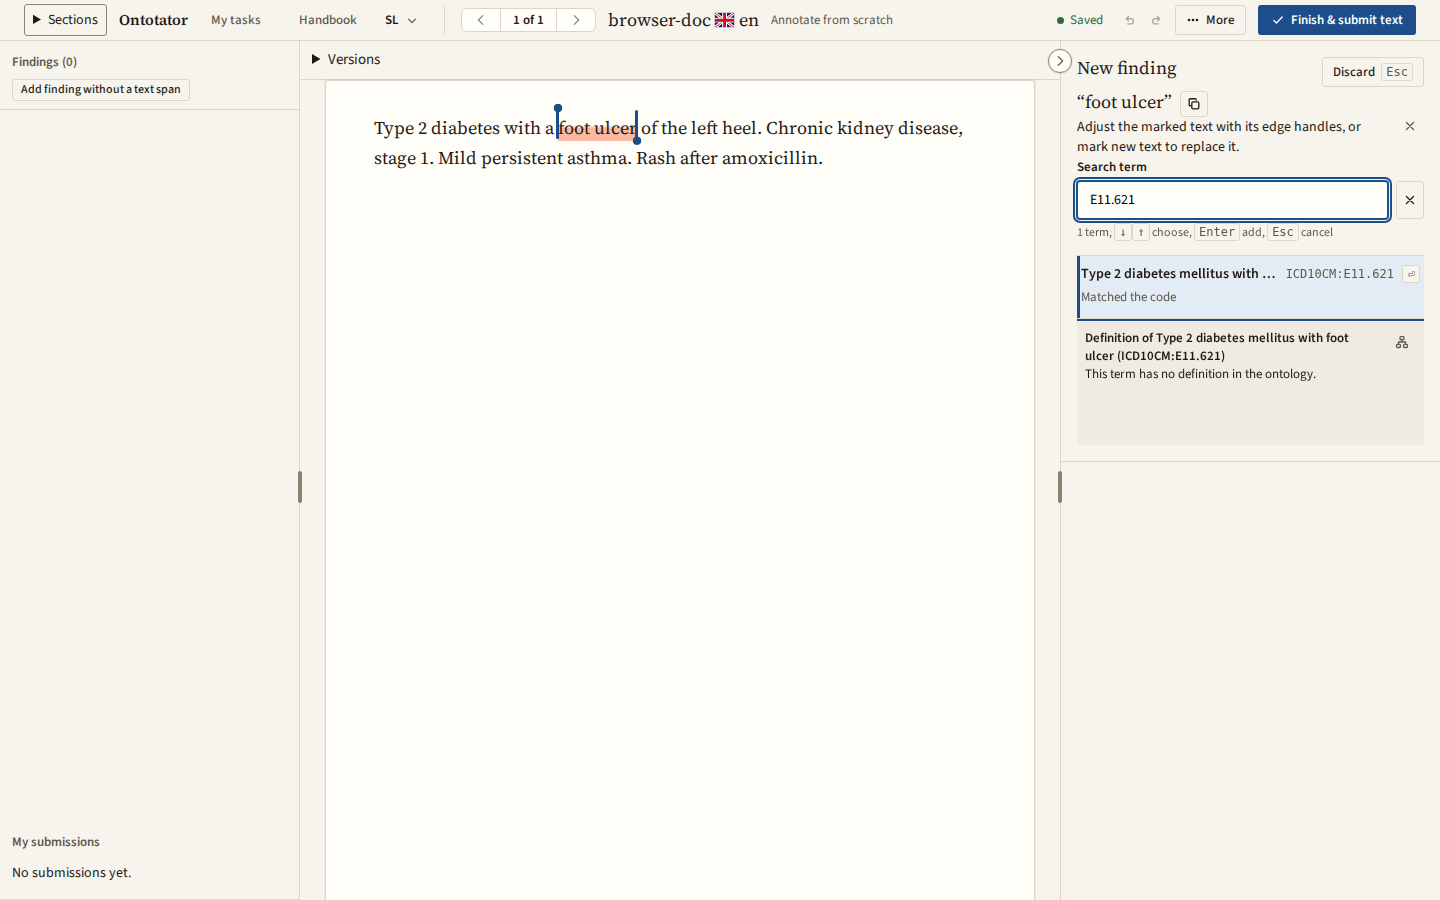 Sections Ontotator My tasks Handbook SL 1 of 1 browser-doc en Annotate from scratch Saved More Finish & submit text
Findings (0)
Add finding without a text span
My submissions
No submissions yet.
Versions
Type 2 diabetes with a foot ulcer of the left heel. Chronic kidney disease,
stage 1. Mild persistent asthma. Rash after amoxicillin.
New finding
Discard Esc
“foot ulcer”
Adjust the marked text with its edge handles, or
mark new text to replace it.
Search term
E11.621
1 term, ↓ ↑ choose, Enter add, Esc cancel
Type 2 diabetes mellitus with ... ICD10CM:E11.621 ⏎
Matched the code
Definition of Type 2 diabetes mellitus with foot
ulcer (ICD10CM:E11.621)
This term has no definition in the ontology.